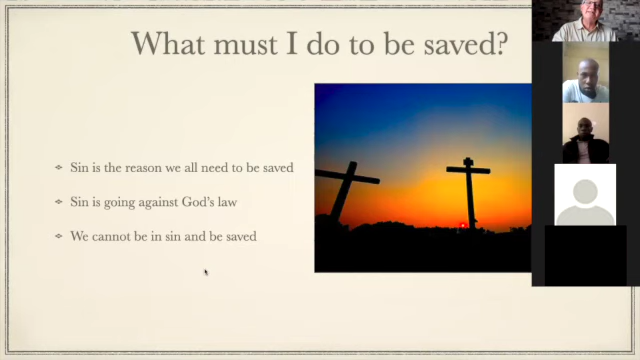 What must I do to be saved?
Sin is the reason we all need to be saved
Sin is going against God's law
We cannot be in sin and be saved